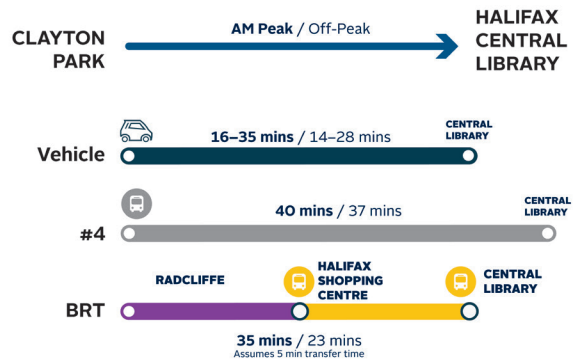 CLAYTON
PARK
AM Peak / Off-Peak
HALIFAX
CENTRAL
LIBRARY
Vehicle
16–35 mins / 14–28 mins
CENTRAL
LIBRARY
#4
40 mins / 37 mins
CENTRAL
LIBRARY
BRT
RADCLIFFE
HALIFAX
SHOPPING
CENTRE
CENTRAL
LIBRARY
35 mins / 23 mins
Assumes 5 min transfer time